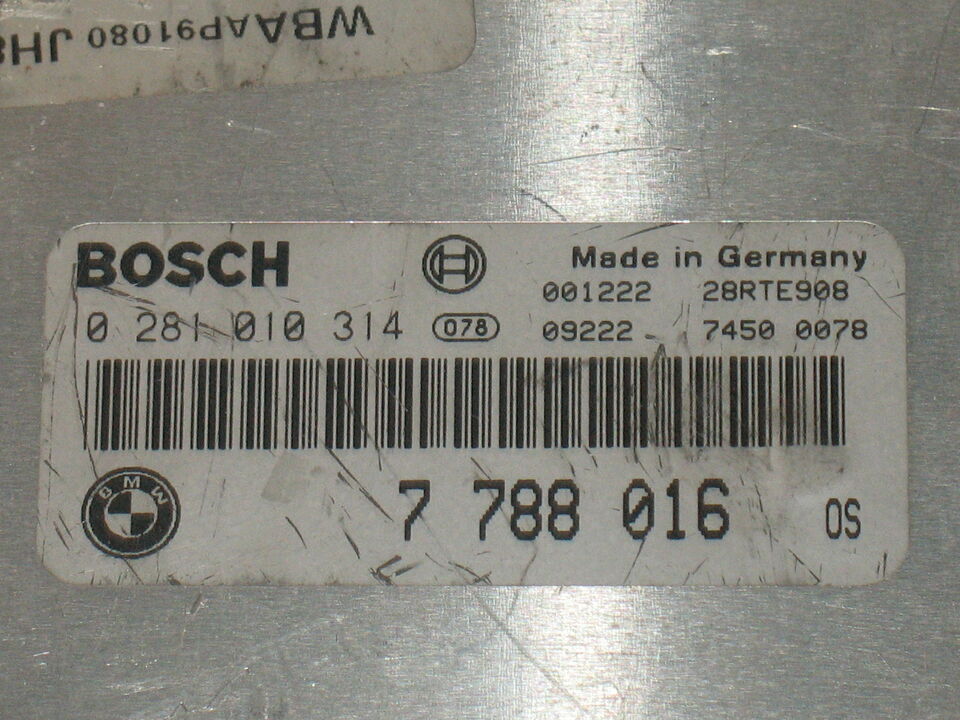 WBAAP91080 JH
BOSCH
Made in Germany
001222 28RTE908
0 281 010 314 078 09222 7450 0078
BMW
7 788 016 OS